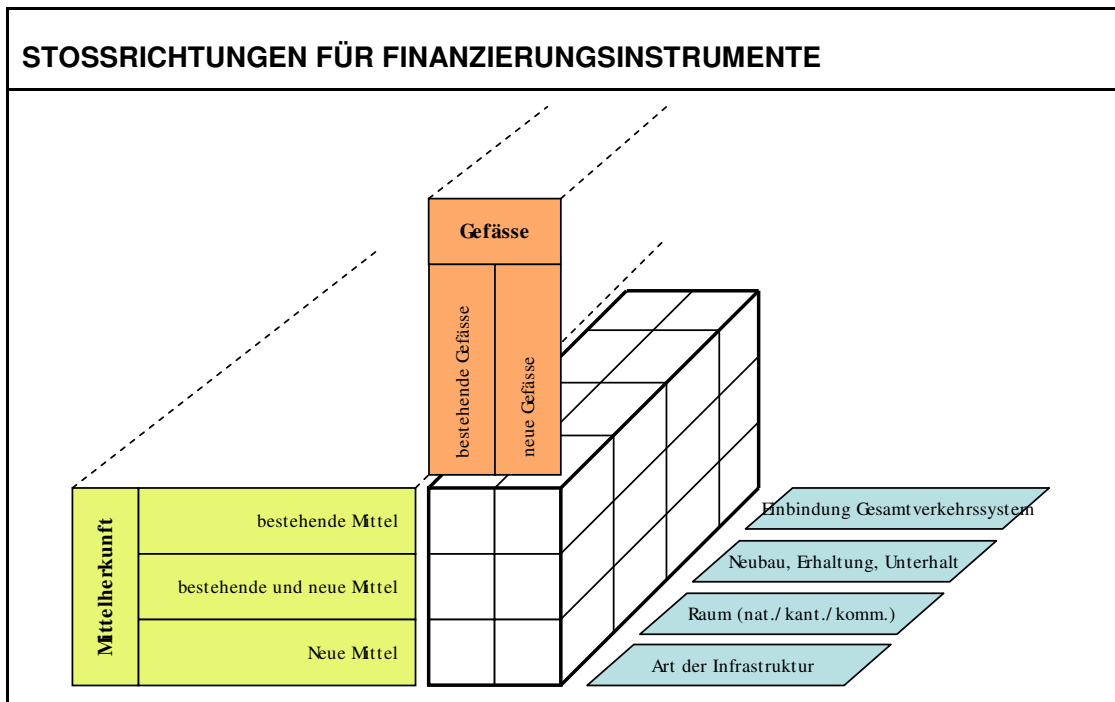 STOSSRICHTUNGEN FÜR FINANZIERUNGSINSTRUMENTE
Gefässe
bestehende Gefässe
neue Gefässe
Mittelherkunft
bestehende Mittel
bestehende und neue Mittel
Neue Mittel
Einbindung Gesamtverkehrssystem
Neubau, Erhaltung, Unterhalt
Raum (nat./ kant./ komm.)
Art der Infrastruktur